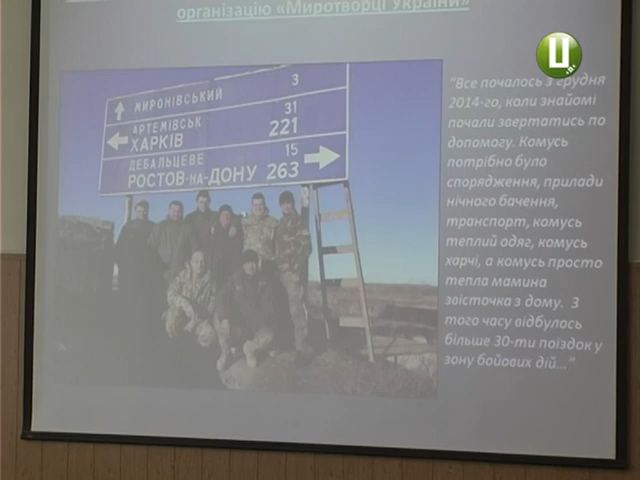 організацію «Миротворці України»
Ц
МИРОНІВСЬКИЙ 3
АРТЕМІВСЬК 31
ХАРКІВ 221
ДЕБАЛЬЦЕВЕ 15
РОСТОВ-НА-ДОНУ 263
“Все почалось з грудня
2014-го, коли знайомі
почали звертатись по
допомогу. Комусь
потрібно було
спорядження, прилади
нічного бачення,
транспорт, комусь
теплий одяг, комусь
харчі, а комусь просто
тепла мамина
звісточка з дому. З
того часу відбулось
більше 30-ти поїздок у
зону бойових дій…”